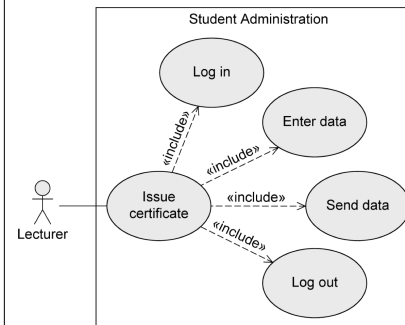 Student Administration
Log in
«include»
Enter data
«include»
Issue
certificate
«include»
Send data
Lecturer
«include»
Log out